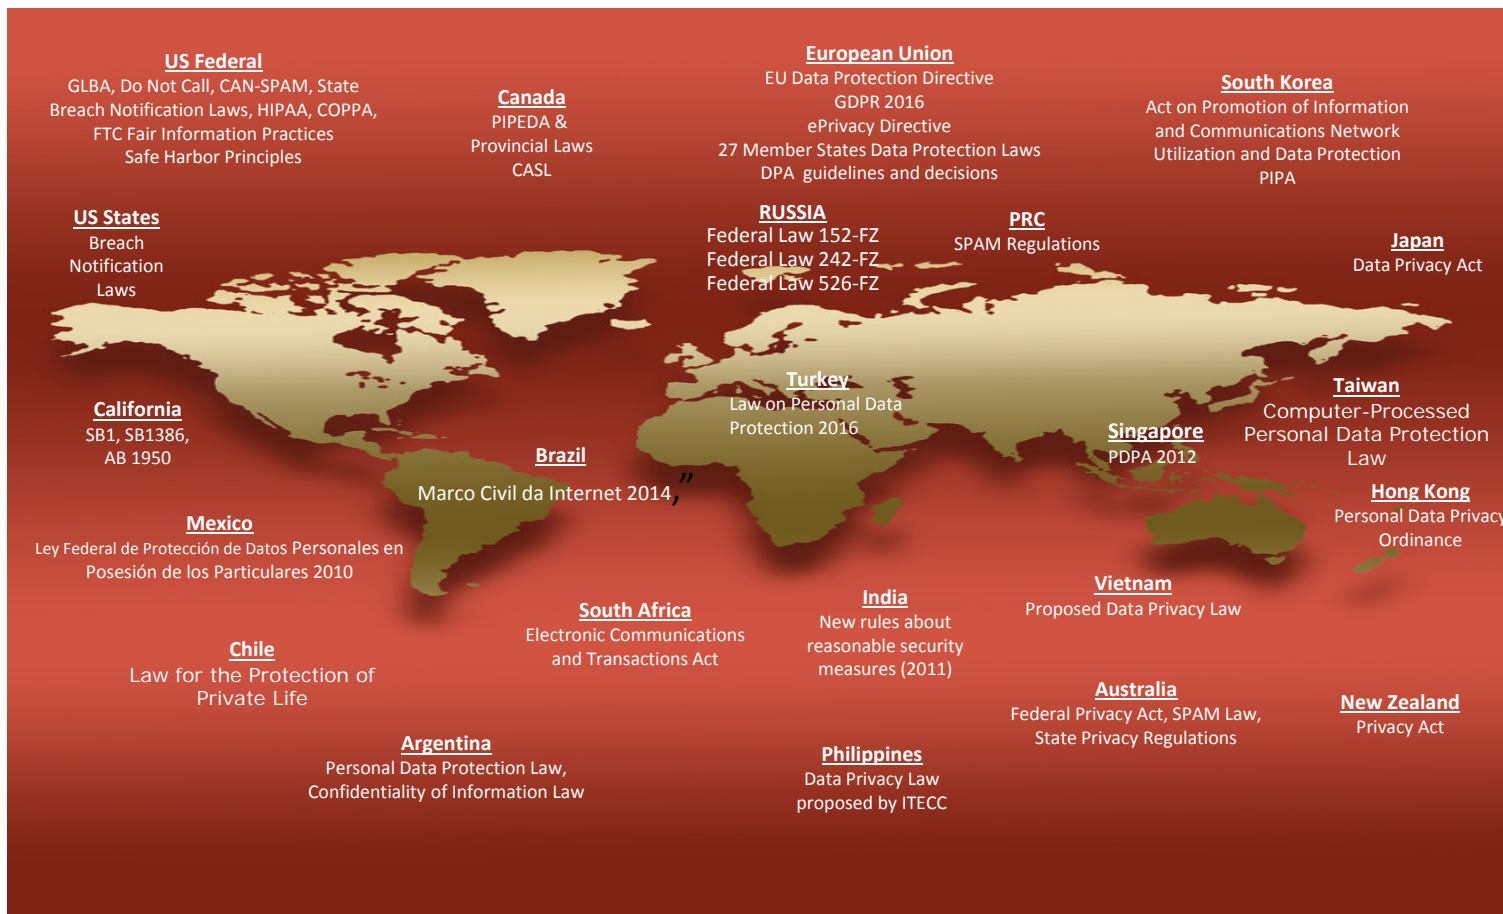 US Federal
GLBA, Do Not Call, CAN-SPAM, State
Breach Notification Laws, HIPAA, COPPA,
FTC Fair Information Practices
Safe Harbor Principles
Canada
PIPEDA &
Provincial Laws
CASL
European Union
EU Data Protection Directive
GDPR 2016
ePrivacy Directive
27 Member States Data Protection Laws
DPA guidelines and decisions
South Korea
Act on Promotion of Information
and Communications Network
Utilization and Data Protection
PIPA
US States
Breach
Notification
Laws
RUSSIA
Federal Law 152-FZ
Federal Law 242-FZ
Federal Law 526-FZ
PRC
SPAM Regulations
Japan
Data Privacy Act
California
SB1, SB1386,
AB 1950
Turkey
Law on Personal Data
Protection 2016
Taiwan
Computer-Processed
Personal Data Protection
Law
Singapore
PDPA 2012
Brazil
Marco Civil da Internet 2014,”
Hong Kong
Personal Data Privacy
Ordinance
Mexico
Ley Federal de Protección de Datos Personales en
Posesión de los Particulares 2010
South Africa
Electronic Communications
and Transactions Act
India
New rules about
reasonable security
measures (2011)
Vietnam
Proposed Data Privacy Law
Chile
Law for the Protection of
Private Life
Australia
Federal Privacy Act, SPAM Law,
State Privacy Regulations
New Zealand
Privacy Act
Argentina
Personal Data Protection Law,
Confidentiality of Information Law
Philippines
Data Privacy Law
proposed by ITECC